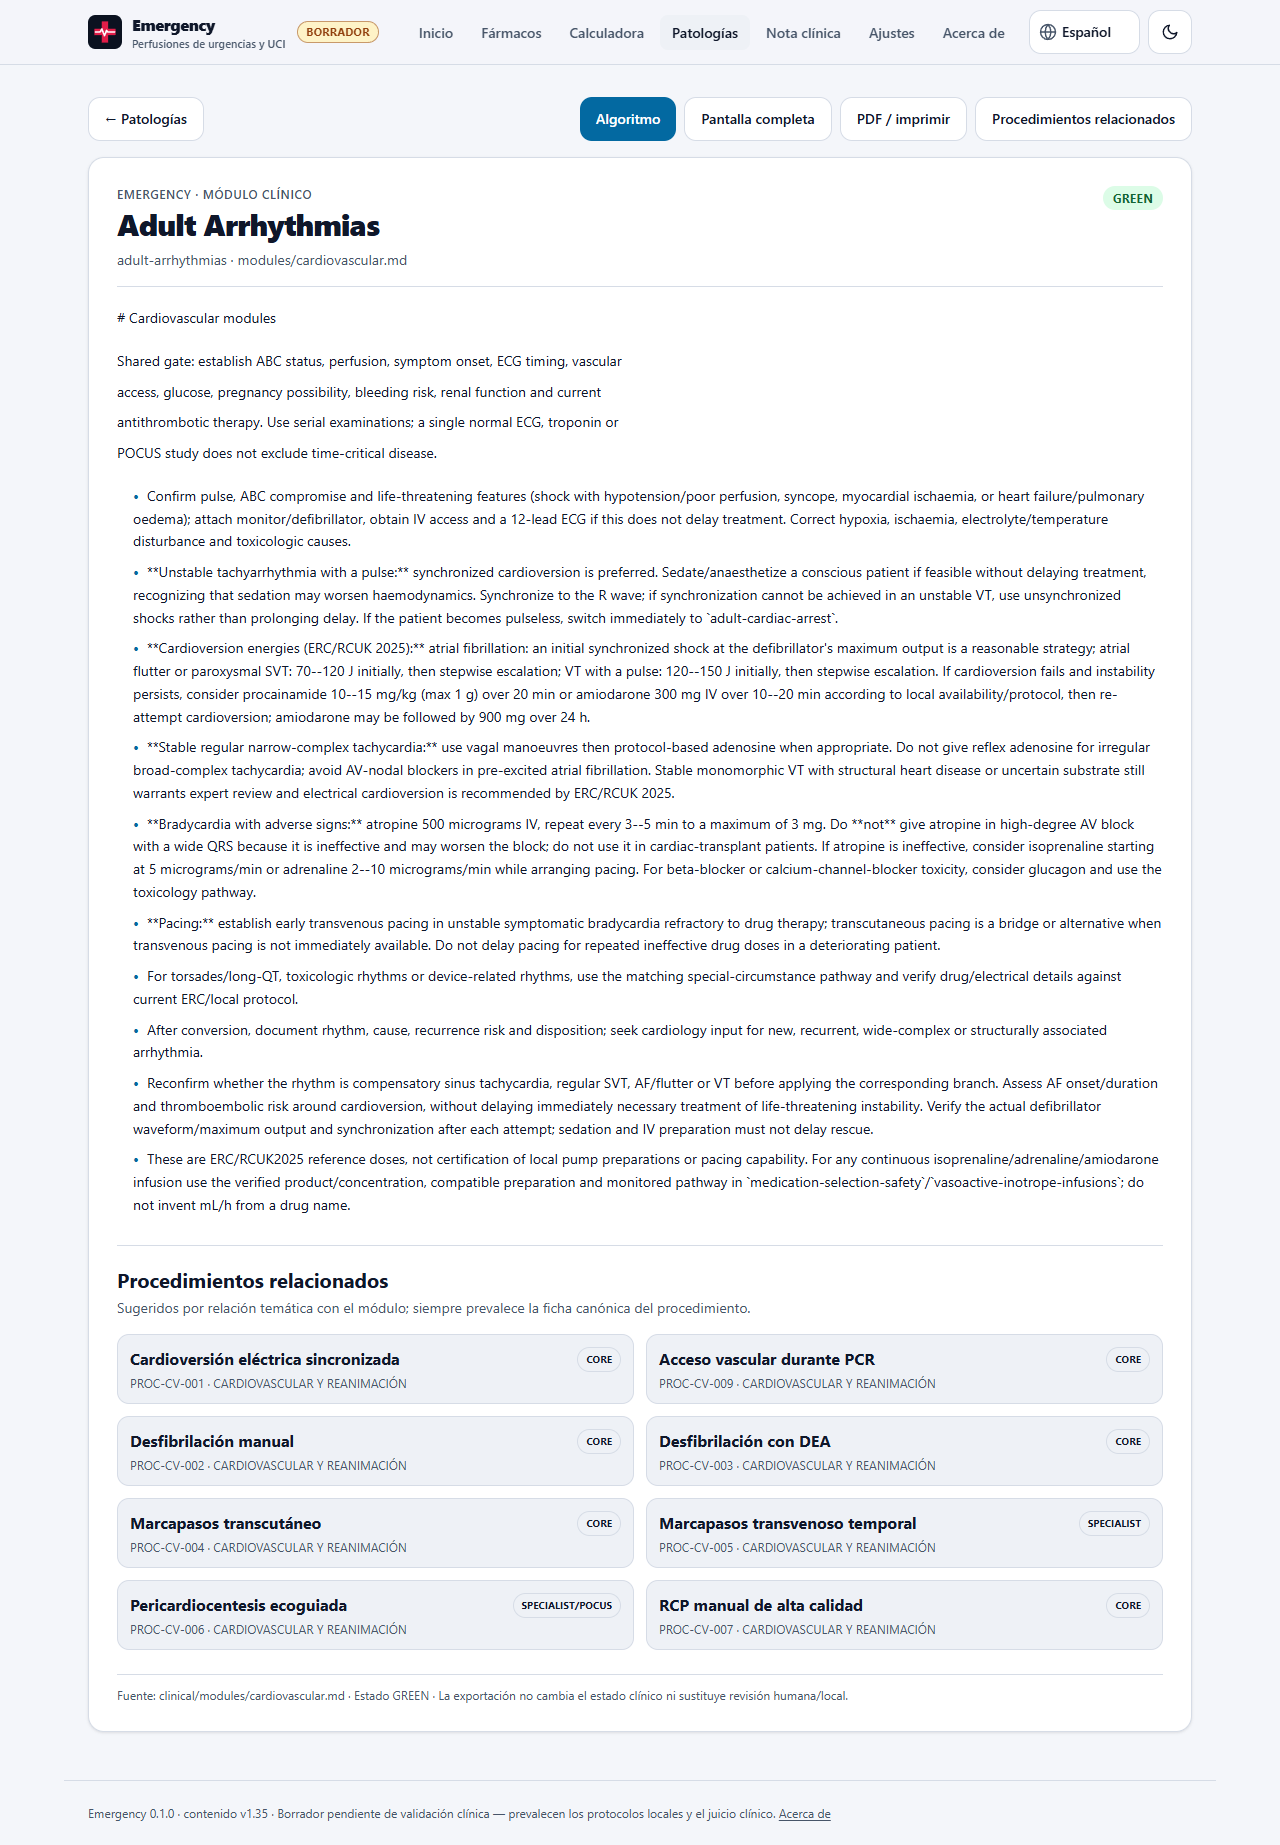 Emergency
Perfusiones de urgencias y UCI
BORRADOR
Inicio
Fármacos
Calculadora
Patologías
Nota clínica
Ajustes
Acerca de
Español
← Patologías
Algoritmo
Pantalla completa
PDF / imprimir
Procedimientos relacionados
EMERGENCY · MÓDULO CLÍNICO
GREEN
Adult Arrhythmias
adult-arrhythmias · modules/cardiovascular.md
# Cardiovascular modules
Shared gate: establish ABC status, perfusion, symptom onset, ECG timing, vascular
access, glucose, pregnancy possibility, bleeding risk, renal function and current
antithrombotic therapy. Use serial examinations; a single normal ECG, troponin or
POCUS study does not exclude time-critical disease.
• Confirm pulse, ABC compromise and life-threatening features (shock with hypotension/poor perfusion, syncope, myocardial ischaemia, or heart failure/pulmonary
oedema); attach monitor/defibrillator, obtain IV access and a 12-lead ECG if this does not delay treatment. Correct hypoxia, ischaemia, electrolyte/temperature
disturbance and toxicologic causes.
• **Unstable tachyarrhythmia with a pulse:** synchronized cardioversion is preferred. Sedate/anaesthetize a conscious patient if feasible without delaying treatment,
recognizing that sedation may worsen haemodynamics. Synchronize to the R wave; if synchronization cannot be achieved in an unstable VT, use unsynchronized
shocks rather than prolonging delay. If the patient becomes pulseless, switch immediately to `adult-cardiac-arrest`.
• **Cardioversion energies (ERC/RCUK 2025):** atrial fibrillation: an initial synchronized shock at the defibrillator's maximum output is a reasonable strategy; atrial
flutter or paroxysmal SVT: 70--120 J initially, then stepwise escalation; VT with a pulse: 120--150 J initially, then stepwise escalation. If cardioversion fails and instability
persists, consider procainamide 10--15 mg/kg (max 1 g) over 20 min or amiodarone 300 mg IV over 10--20 min according to local availability/protocol, then re-
attempt cardioversion; amiodarone may be followed by 900 mg over 24 h.
• **Stable regular narrow-complex tachycardia:** use vagal manoeuvres then protocol-based adenosine when appropriate. Do not give reflex adenosine for irregular
broad-complex tachycardia; avoid AV-nodal blockers in pre-excited atrial fibrillation. Stable monomorphic VT with structural heart disease or uncertain substrate still
warrants expert review and electrical cardioversion is recommended by ERC/RCUK 2025.
• **Bradycardia with adverse signs:** atropine 500 micrograms IV, repeat every 3--5 min to a maximum of 3 mg. Do **not** give atropine in high-degree AV block
with a wide QRS because it is ineffective and may worsen the block; do not use it in cardiac-transplant patients. If atropine is ineffective, consider isoprenaline starting
at 5 micrograms/min or adrenaline 2--10 micrograms/min while arranging pacing. For beta-blocker or calcium-channel-blocker toxicity, consider glucagon and use the
toxicology pathway.
• **Pacing:** establish early transvenous pacing in unstable symptomatic bradycardia refractory to drug therapy; transcutaneous pacing is a bridge or alternative when
transvenous pacing is not immediately available. Do not delay pacing for repeated ineffective drug doses in a deteriorating patient.
• For torsades/long-QT, toxicologic rhythms or device-related rhythms, use the matching special-circumstance pathway and verify drug/electrical details against
current ERC/local protocol.
• After conversion, document rhythm, cause, recurrence risk and disposition; seek cardiology input for new, recurrent, wide-complex or structurally associated
arrhythmia.
• Reconfirm whether the rhythm is compensatory sinus tachycardia, regular SVT, AF/flutter or VT before applying the corresponding branch. Assess AF onset/duration
and thromboembolic risk around cardioversion, without delaying immediately necessary treatment of life-threatening instability. Verify the actual defibrillator
waveform/maximum output and synchronization after each attempt; sedation and IV preparation must not delay rescue.
• These are ERC/RCUK2025 reference doses, not certification of local pump preparations or pacing capability. For any continuous isoprenaline/adrenaline/amiodarone
infusion use the verified product/concentration, compatible preparation and monitored pathway in `medication-selection-safety`/`vasoactive-inotrope-infusions`; do
not invent mL/h from a drug name.
Procedimientos relacionados
Sugeridos por relación temática con el módulo; siempre prevalece la ficha canónica del procedimiento.
Cardioversión eléctrica sincronizada
CORE
PROC-CV-001 · CARDIOVASCULAR Y REANIMACIÓN
Acceso vascular durante PCR
CORE
PROC-CV-009 · CARDIOVASCULAR Y REANIMACIÓN
Desfibrilación manual
CORE
PROC-CV-002 · CARDIOVASCULAR Y REANIMACIÓN
Desfibrilación con DEA
CORE
PROC-CV-003 · CARDIOVASCULAR Y REANIMACIÓN
Marcapasos transcutáneo
CORE
PROC-CV-004 · CARDIOVASCULAR Y REANIMACIÓN
Marcapasos transvenoso temporal
SPECIALIST
PROC-CV-005 · CARDIOVASCULAR Y REANIMACIÓN
Pericardiocentesis ecoguiada
SPECIALIST/POCUS
PROC-CV-006 · CARDIOVASCULAR Y REANIMACIÓN
RCP manual de alta calidad
CORE
PROC-CV-007 · CARDIOVASCULAR Y REANIMACIÓN
Fuente: clinical/modules/cardiovascular.md · Estado GREEN · La exportación no cambia el estado clínico ni sustituye revisión humana/local.
Emergency 0.1.0 · contenido v1.35 · Borrador pendiente de validación clínica — prevalecen los protocolos locales y el juicio clínico. Acerca de